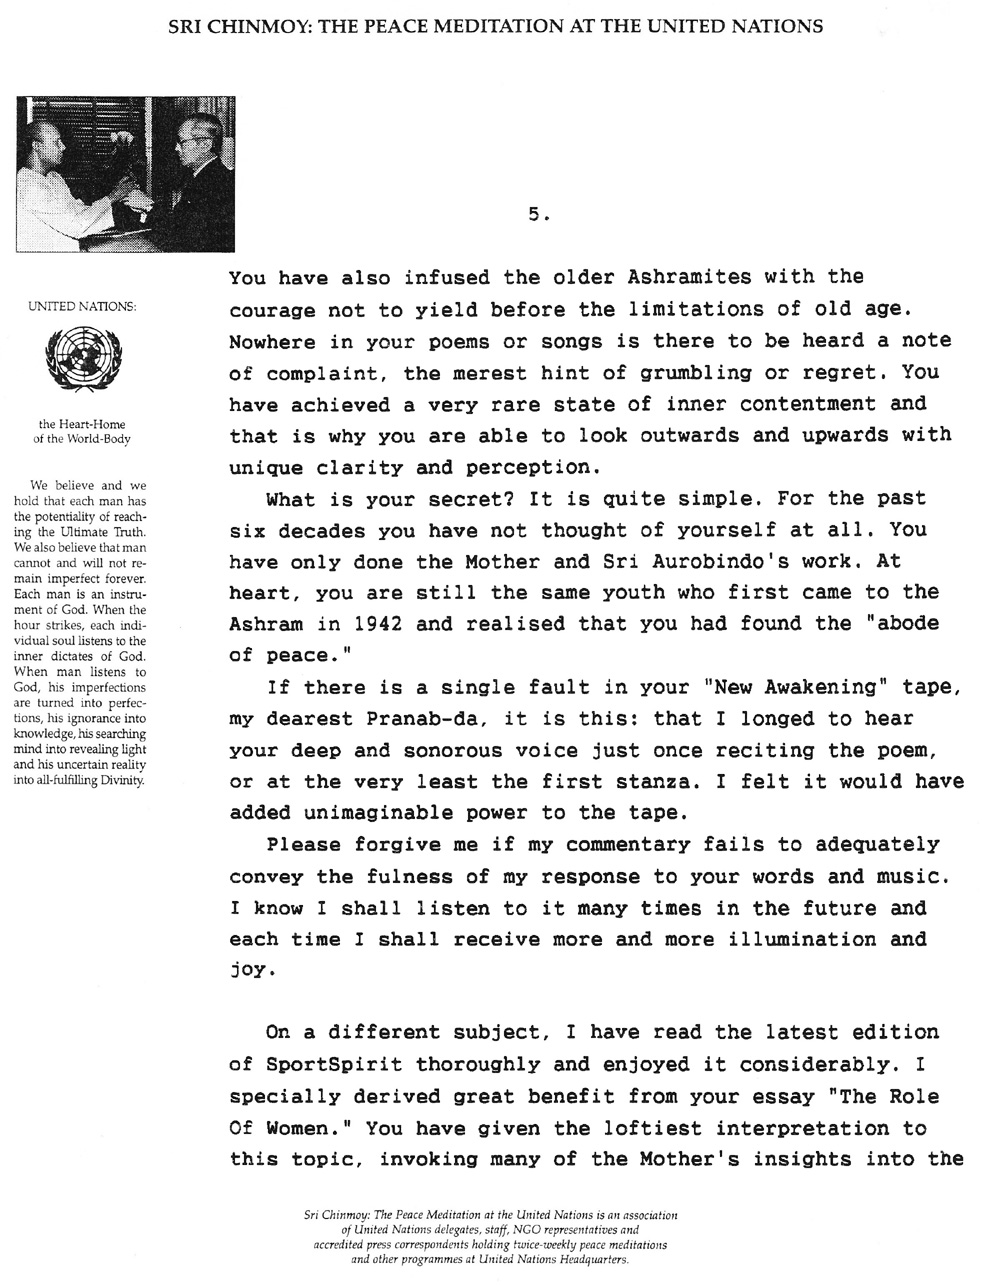 SRI CHINMOY: THE PEACE MEDITATION AT THE UNITED NATIONS
UNITED NATIONS:
the Heart-Home
of the World-Body
We believe and we
hold that each man has
the potentiality of reach-
ing the Ultimate Truth.
We also believe that man
cannot and will not re-
main imperfect forever.
Each man is an instru-
ment of God. When the
hour strikes, each indi-
vidual soul listens to the
inner dictates of God.
When man listens to
God, his imperfections
are turned into perfec-
tions, his ignorance into
knowledge, his searching
mind into revealing light
and his uncertain reality
into all-fulfilling Divinity.
5.
You have also infused the older Ashramites with the
courage not to yield before the limitations of old age.
Nowhere in your poems or songs is there to be heard a note
of complaint, the merest hint of grumbling or regret. You
have achieved a very rare state of inner contentment and
that is why you are able to look outwards and upwards with
unique clarity and perception.
What is your secret? It is quite simple. For the past
six decades you have not thought of yourself at all. You
have only done the Mother and Sri Aurobindo's work. At
heart, you are still the same youth who first came to the
Ashram in 1942 and realised that you had found the "abode
of peace."
If there is a single fault in your "New Awakening" tape,
my dearest Pranab-da, it is this: that I longed to hear
your deep and sonorous voice just once reciting the poem,
or at the very least the first stanza. I felt it would have
added unimaginable power to the tape.
Please forgive me if my commentary fails to adequately
convey the fulness of my response to your words and music.
I know I shall listen to it many times in the future and
each time I shall receive more and more illumination and
joy.
On a different subject, I have read the latest edition
of SportSpirit thoroughly and enjoyed it considerably. I
specially derived great benefit from your essay "The Role
Of Women." You have given the loftiest interpretation to
this topic, invoking many of the Mother's insights into the
Sri Chinmoy: The Peace Meditation at the United Nations is an association
of United Nations delegates, staff, NGO representatives and
accredited press correspondents holding twice-weekly peace meditations
and other programmes at United Nations Headquarters.